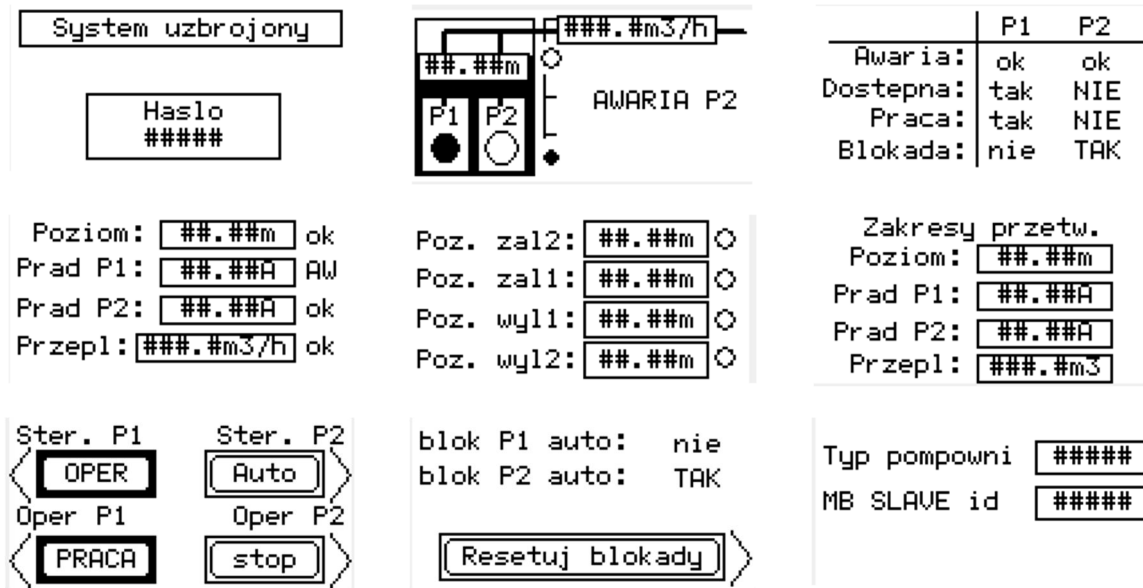 System uzbrojony
Haslo
#####
###.#m3/h
##.##m
P1 P2
AWARIA P2
P1 P2
Awaria: ok ok
Dostepna: tak NIE
Praca: tak NIE
Blokada: nie TAK
Poziom: ##.##m ok
Prad P1: ##.##A AW
Prad P2: ##.##A ok
Przepl: ###.#m3/h ok
Poz. zal2: ##.##m
Poz. zal1: ##.##m
Poz. wyl1: ##.##m
Poz. wyl2: ##.##m
Zakresy przetw.
Poziom: ##.##m
Prad P1: ##.##A
Prad P2: ##.##A
Przepl: ###.#m3
Ster. P1 Ster. P2
OPER Auto
Oper P1 Oper P2
PRACA stop
blok P1 auto: nie
blok P2 auto: TAK
Resetuj blokady
Typ pompowni #####
MB SLAVE id #####